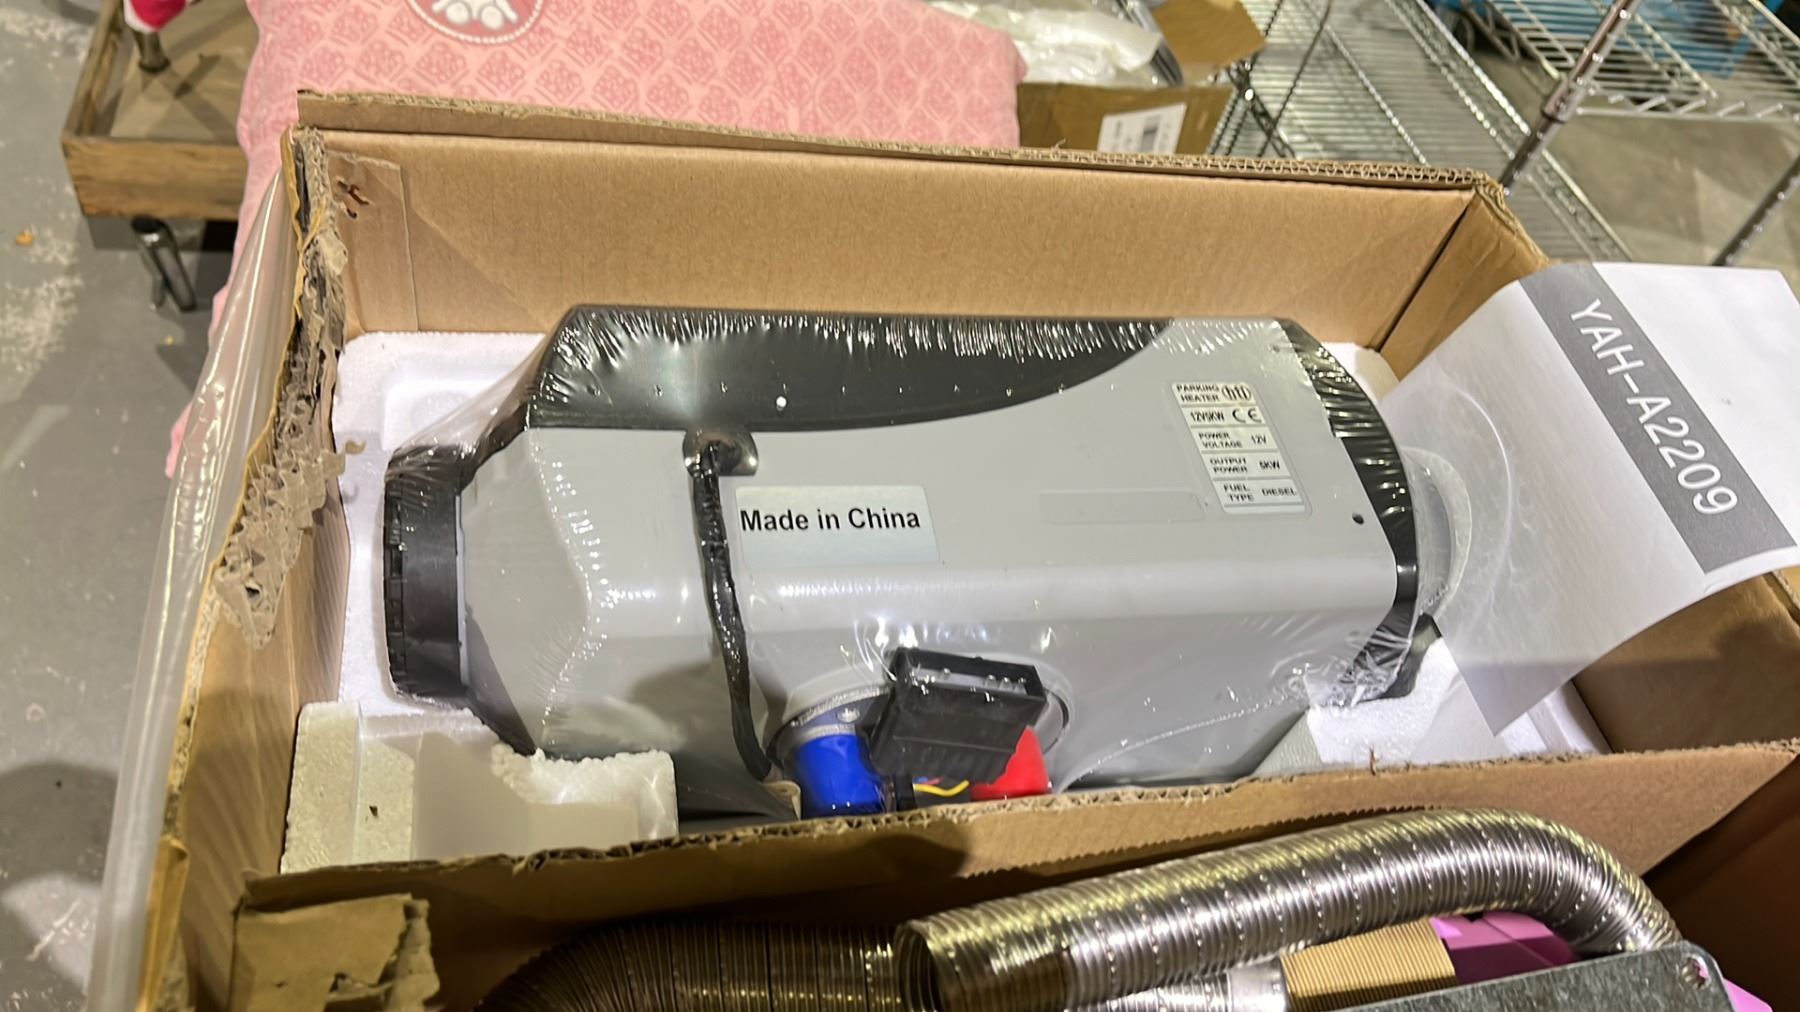 YAH-A2209
PARKING
HEATER
12V5KW CE
POWER
VOLTAGE 12V
OUTPUT
POWER 5KW
FUEL
TYPE DIESEL
Made in China